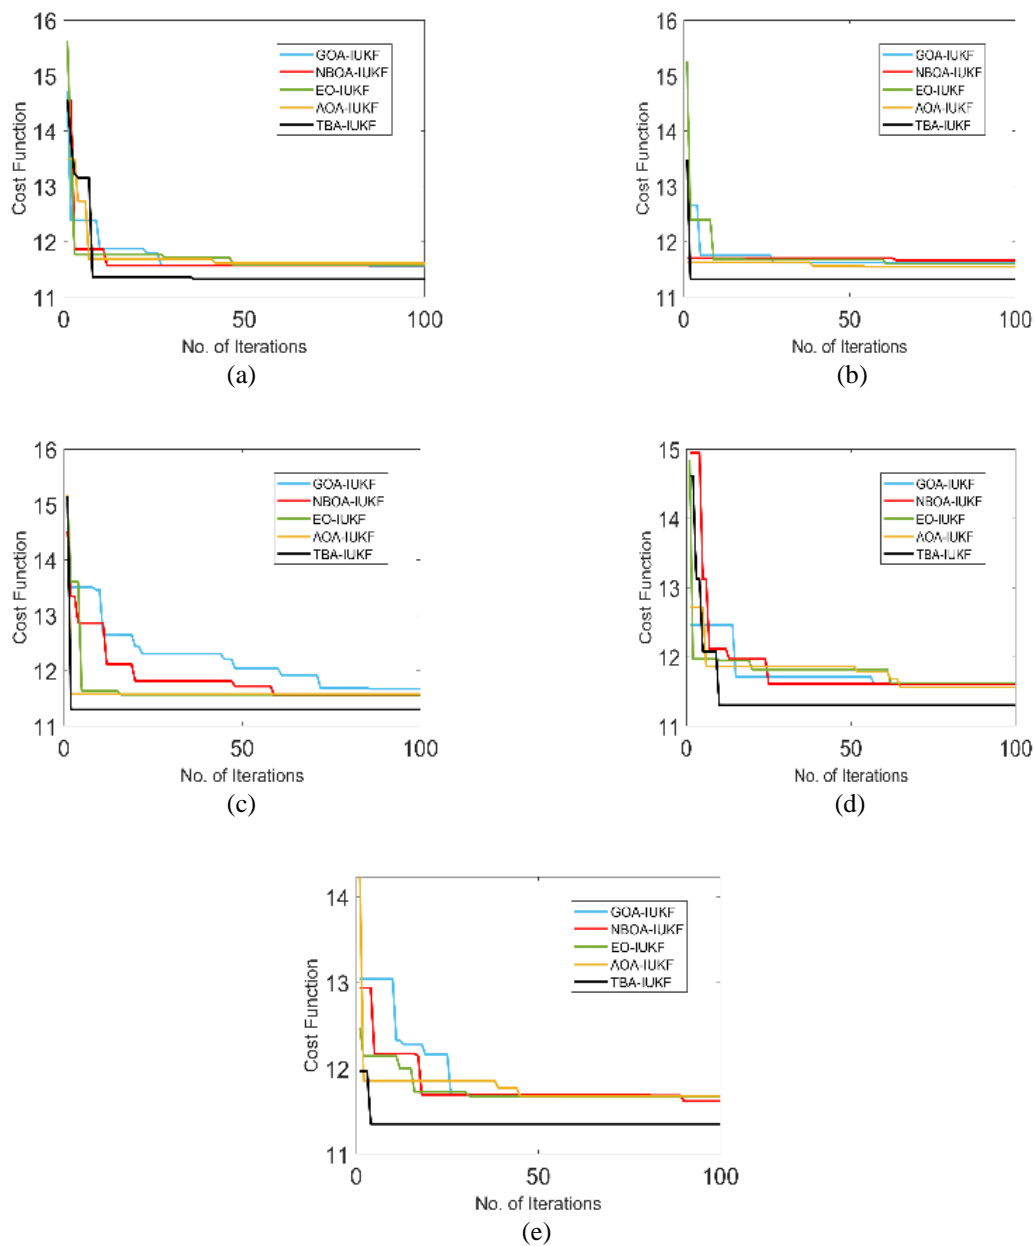 16
15
14
13
12
11
Cost Function
GOA-IUKF
NBOA-IUKF
EO-IUKF
AOA-IUKF
TBA-IUKF
0 50 100
No. of Iterations
(a)
16
15
14
13
12
11
Cost Function
GOA-IUKF
NBOA-IUKF
EO-IUKF
AOA-IUKF
TBA-IUKF
0 50 100
No. of Iterations
(b)
16
15
14
13
12
11
Cost Function
GOA-IUKF
NBOA-IUKF
EO-IUKF
AOA-IUKF
TBA-IUKF
0 50 100
No. of Iterations
(c)
15
14
13
12
11
Cost Function
GOA-IUKF
NBOA-IUKF
EO-IUKF
AOA-IUKF
TBA-IUKF
0 50 100
No. of Iterations
(d)
14
13
12
11
Cost Function
GOA-IUKF
NBOA-IUKF
EO-IUKF
AOA-IUKF
TBA-IUKF
0 50 100
No. of Iterations
(e)